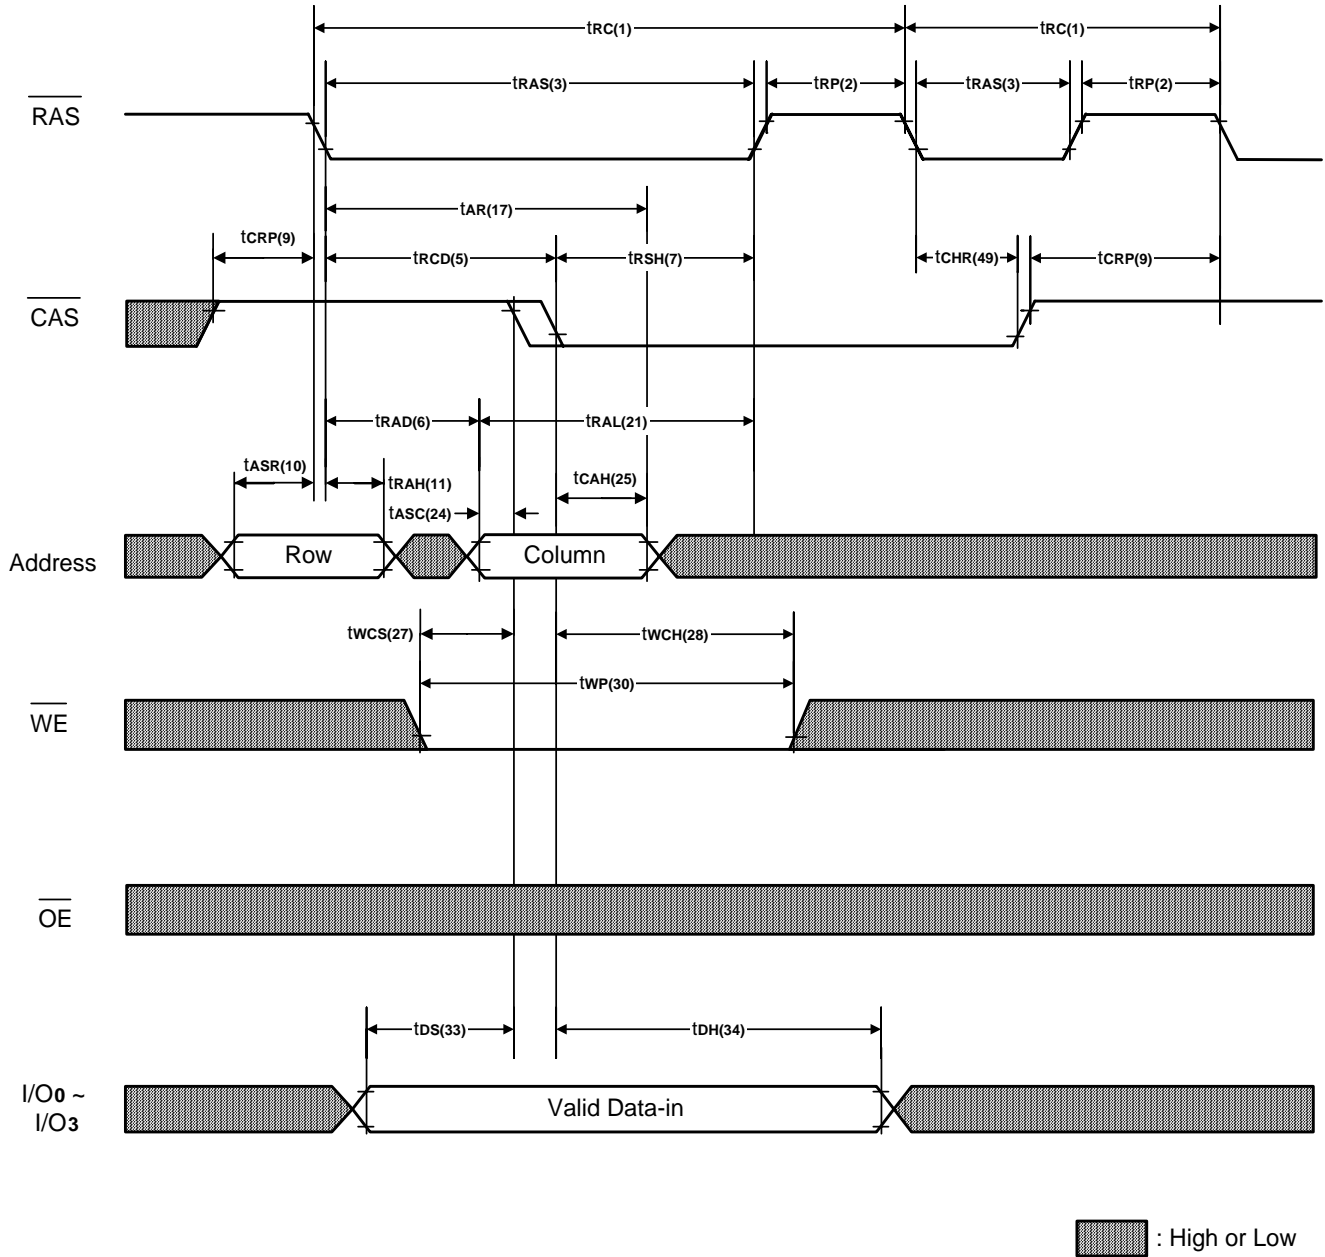 tRC(1) tRC(1)
tRAS(3) tRP(2) tRAS(3) tRP(2)
RAS
tAR(17)
tCRP(9) tRCD(5) tRSH(7) tCHR(49) tCRP(9)
CAS
tRAD(6) tRAL(21)
tASR(10) tRAH(11) tCAH(25)
tASC(24)
Address Row Column
tWCS(27) tWCH(28)
tWP(30)
WE
OE
tDS(33) tDH(34)
I/O0 ~
I/O3 Valid Data-in
: High or Low